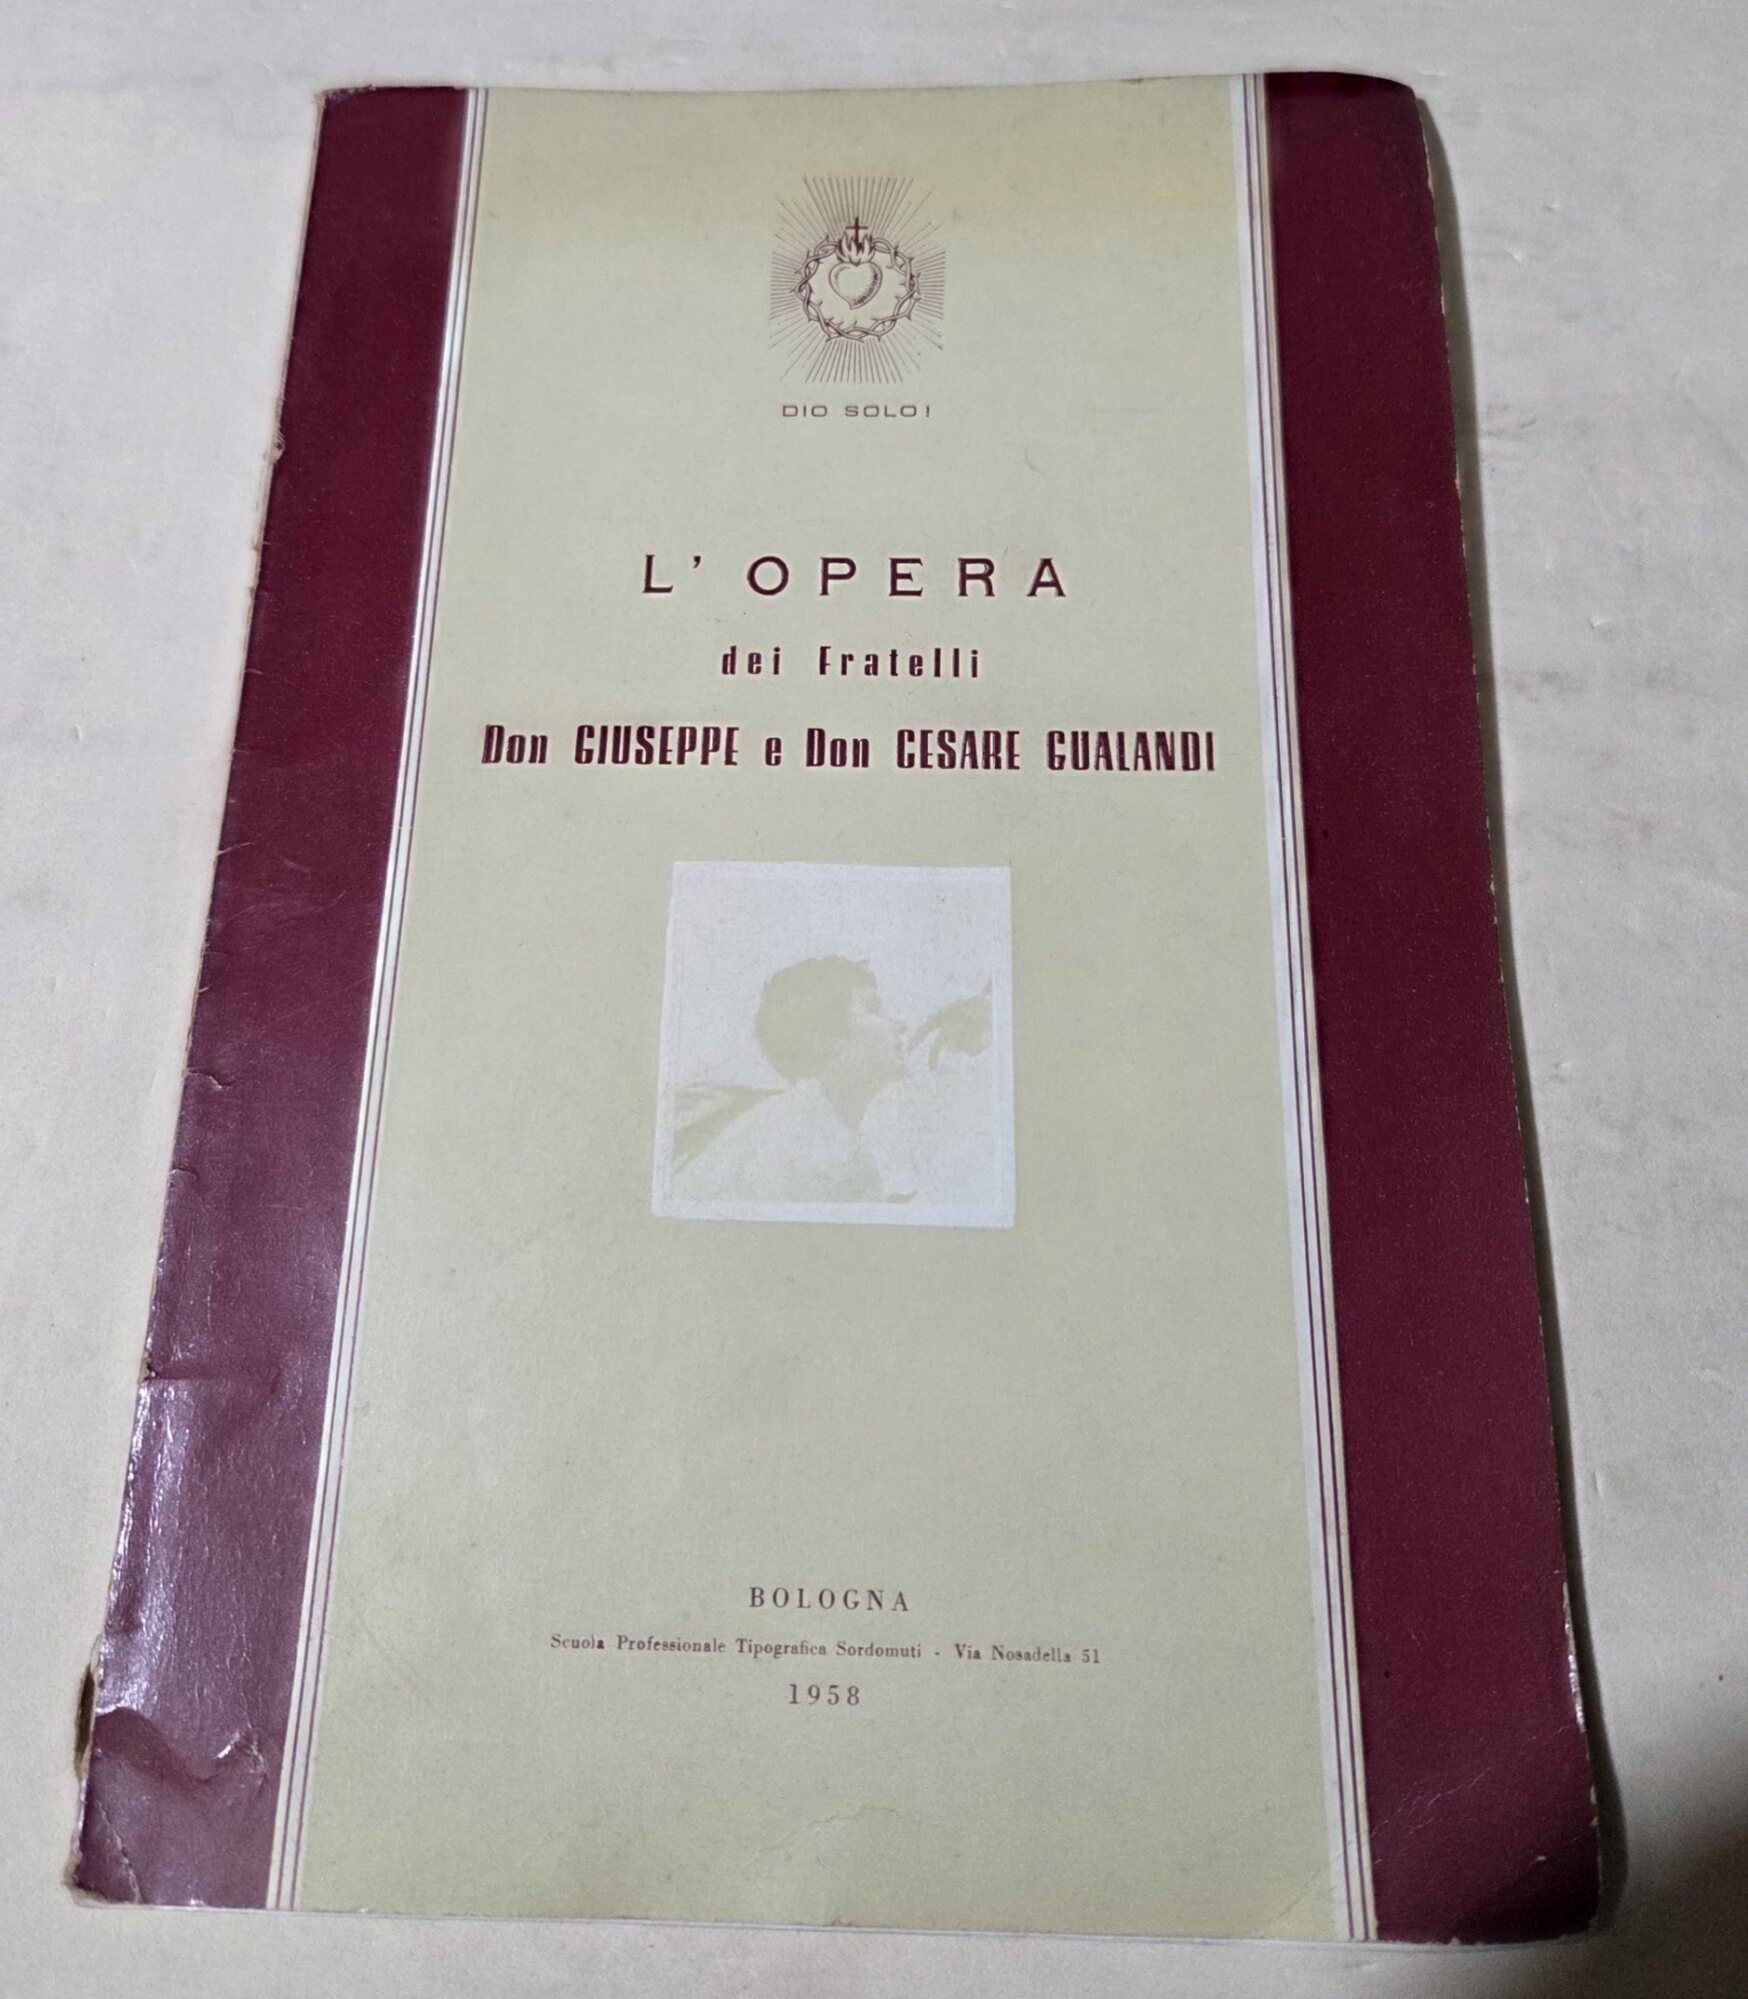 DIO SOLO!
L'OPERA
dei Fratelli
Don GIUSEPPE e Don CESARE GUALANDI
BOLOGNA
Scuola Professionale Tipografica Sordomuti - Via Nosadella 51
1958